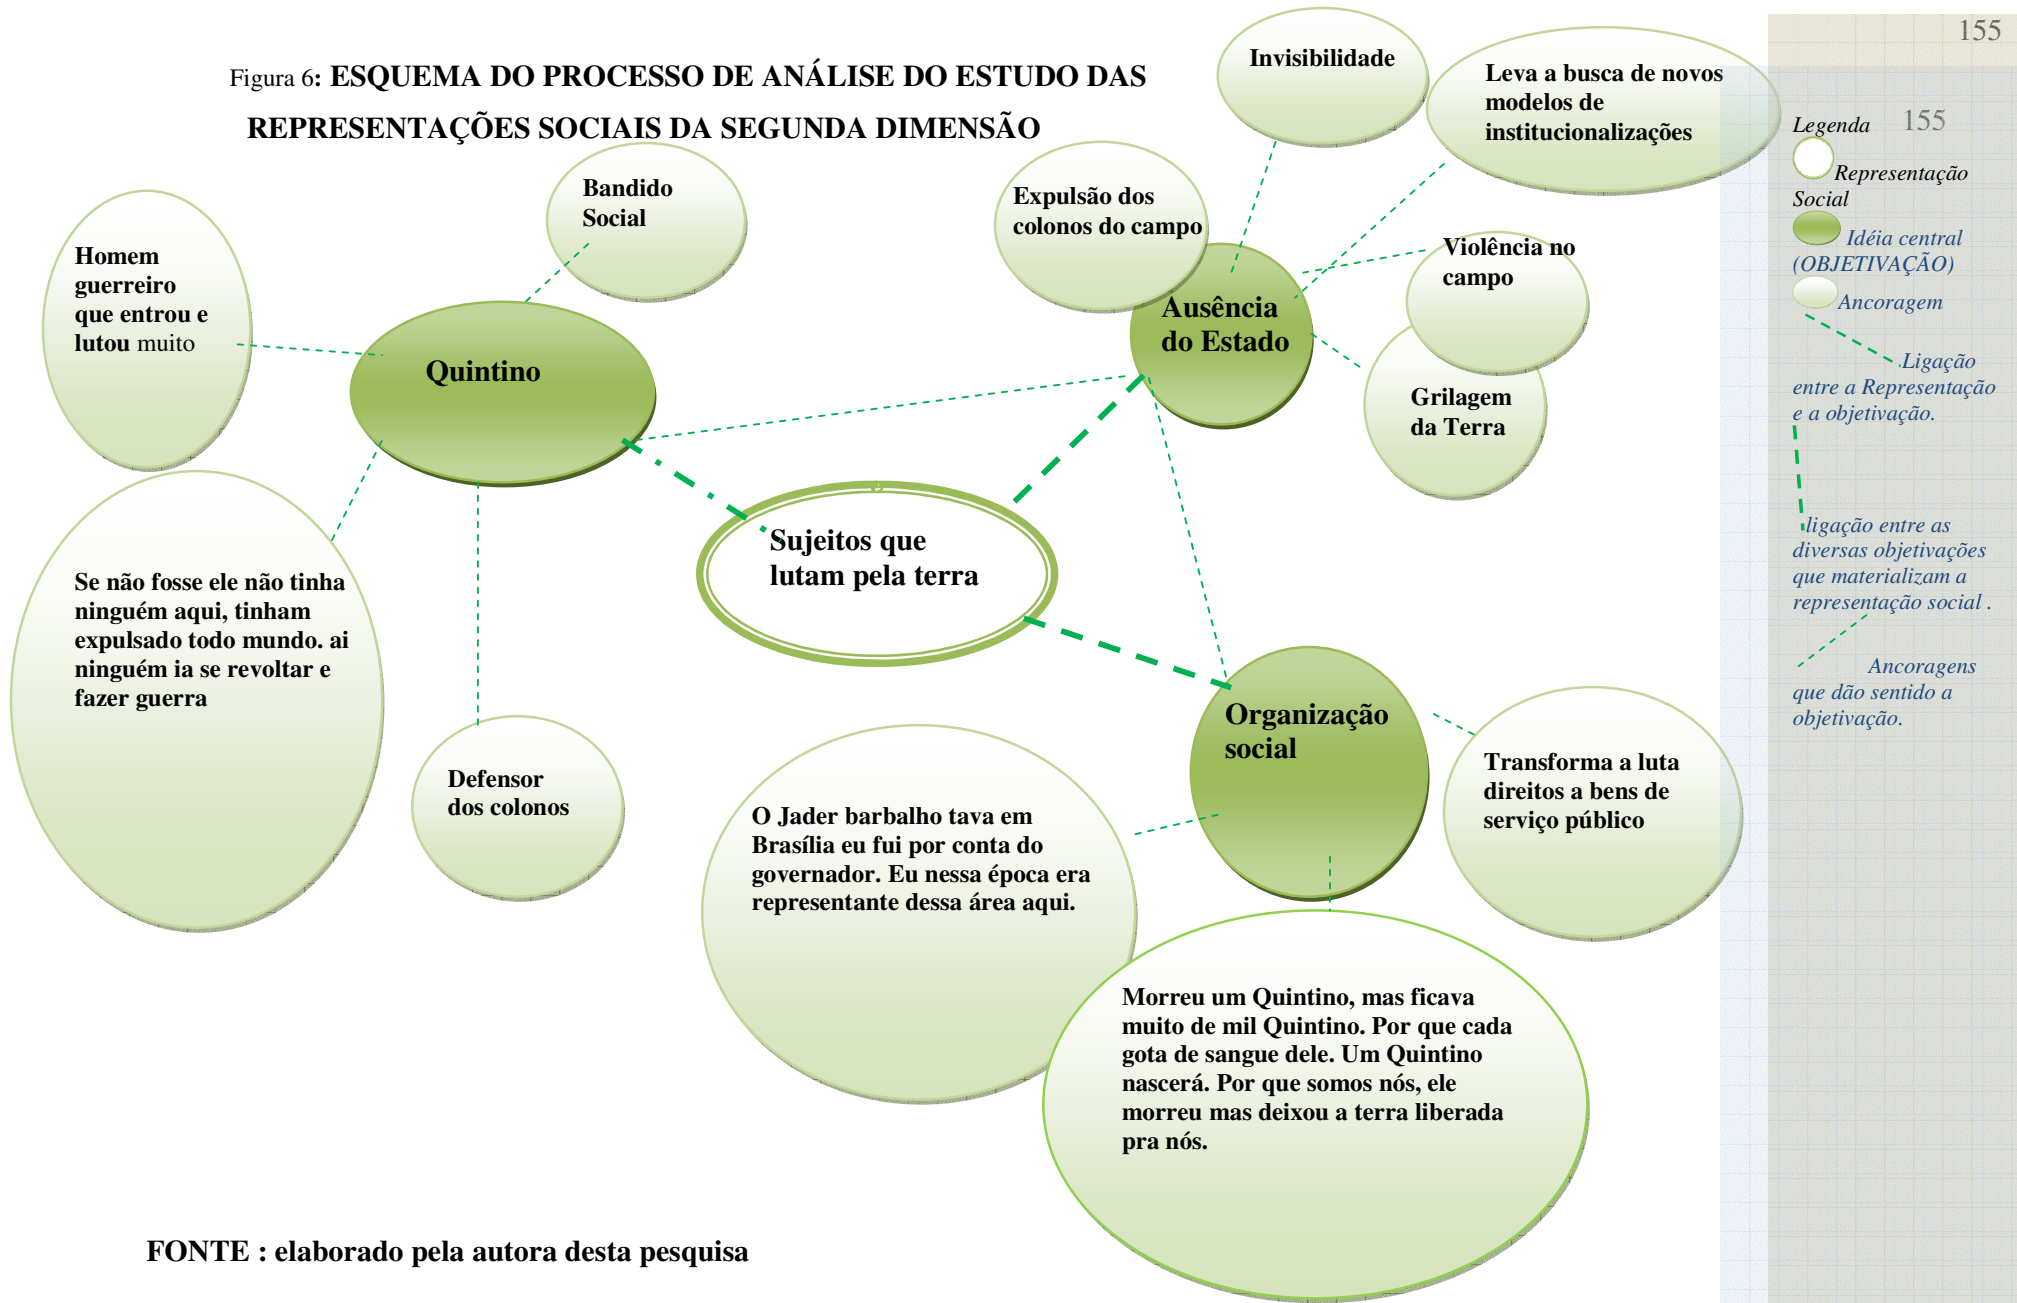 155
Figura 6: ESQUEMA DO PROCESSO DE ANÁLISE DO ESTUDO DAS
REPRESENTAÇÕES SOCIAIS DA SEGUNDA DIMENSÃO
Invisibilidade
Leva a busca de novos
modelos de
institucionalizações
Expulsão dos
colonos do campo
Bandido
Social
Homem
guerreiro
que entrou e
lutou muito
Violência no
campo
Ausência
do Estado
Quintino
Grilagem
da Terra
Sujeitos que
lutam pela terra
Se não fosse ele não tinha
ninguém aqui, tinham
expulsado todo mundo. ai
ninguém ia se revoltar e
fazer guerra
Organização
social
Defensor
dos colonos
Transforma a luta
direitos a bens de
serviço público
O Jader barbalho tava em
Brasília eu fui por conta do
governador. Eu nessa época era
representante dessa área aqui.
Morreu um Quintino, mas ficava
muito de mil Quintino. Por que cada
gota de sangue dele. Um Quintino
nascerá. Por que somos nós, ele
morreu mas deixou a terra liberada
pra nós.
155
Legenda
Representação
Social
Idéia central
(OBJETIVAÇÃO)
Ancoragem
.Ligação
entre a Representação
e a objetivação.
ligação entre as
diversas objetivações
que materializam a
representação social .
Ancoragens
que dão sentido a
objetivação.
FONTE : elaborado pela autora desta pesquisa